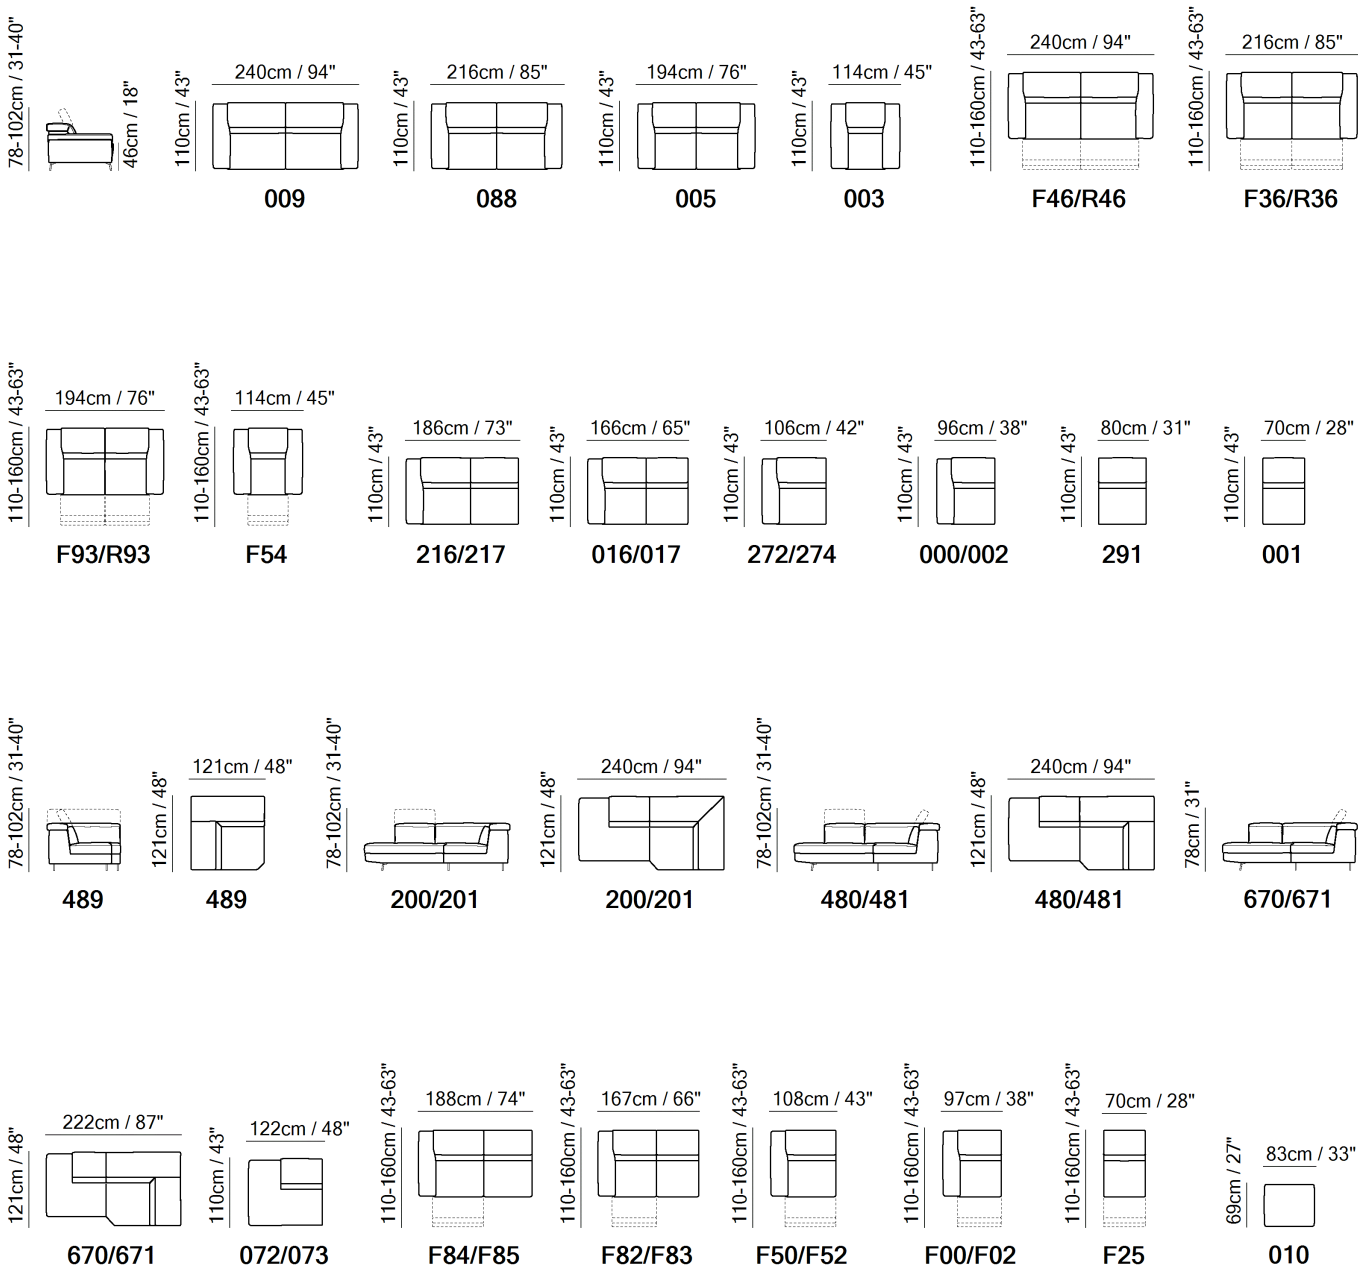 78-102cm / 31-40"
46cm / 18"
110cm / 43"
240cm / 94"
009
110cm / 43"
216cm / 85"
088
110cm / 43"
194cm / 76"
005
110cm / 43"
114cm / 45"
003
110-160cm / 43-63"
240cm / 94"
F46/R46
110-160cm / 43-63"
216cm / 85"
F36/R36
110-160cm / 43-63"
194cm / 76"
F93/R93
110-160cm / 43-63"
114cm / 45"
F54
110cm / 43"
186cm / 73"
216/217
110cm / 43"
166cm / 65"
016/017
110cm / 43"
106cm / 42"
272/274
110cm / 43"
96cm / 38"
000/002
110cm / 43"
80cm / 31"
291
110cm / 43"
70cm / 28"
001
78-102cm / 31-40"
489
121cm / 48"
121cm / 48"
489
78-102cm / 31-40"
200/201
121cm / 48"
240cm / 94"
200/201
78-102cm / 31-40"
480/481
121cm / 48"
240cm / 94"
480/481
78cm / 31"
670/671
121cm / 48"
222cm / 87"
670/671
110cm / 43"
122cm / 48"
072/073
110-160cm / 43-63"
188cm / 74"
F84/F85
110-160cm / 43-63"
167cm / 66"
F82/F83
110-160cm / 43-63"
108cm / 43"
F50/F52
110-160cm / 43-63"
97cm / 38"
F00/F02
110-160cm / 43-63"
70cm / 28"
F25
69cm / 27"
83cm / 33"
010